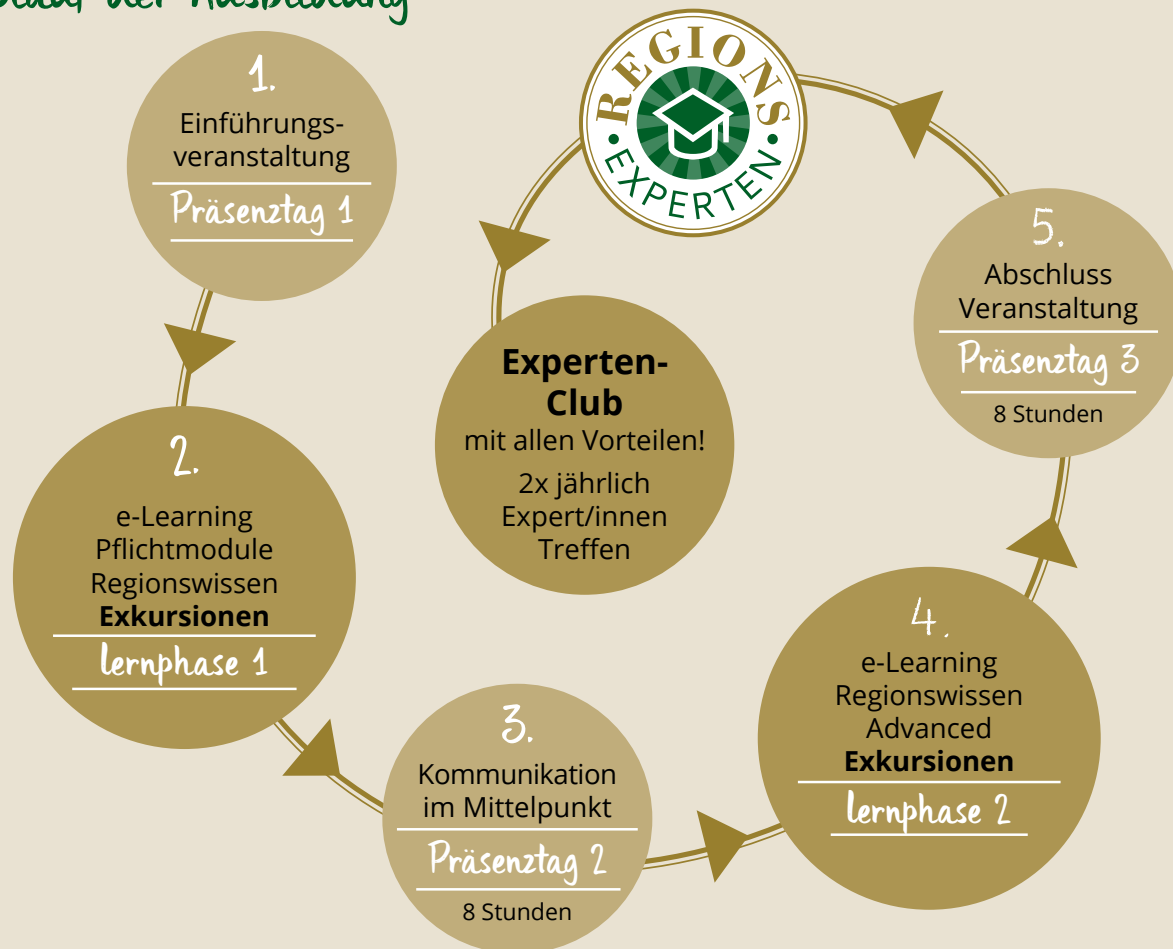 der Ausbildung
1.
Einführungs-
veranstaltung
Präsenztag 1
2.
e-Learning
Pflichtmodule
Regionswissen
Exkursionen
Lernphase 1
3.
Kommunikation
im Mittelpunkt
Präsenztag 2
8 Stunden
4.
e-Learning
Regionswissen
Advanced
Exkursionen
Lernphase 2
5.
Abschluss
Veranstaltung
Präsenztag 3
8 Stunden
REGIONS
EXPERTEN
Experten-
Club
mit allen Vorteilen!
2x jährlich
Expert/innen
Treffen